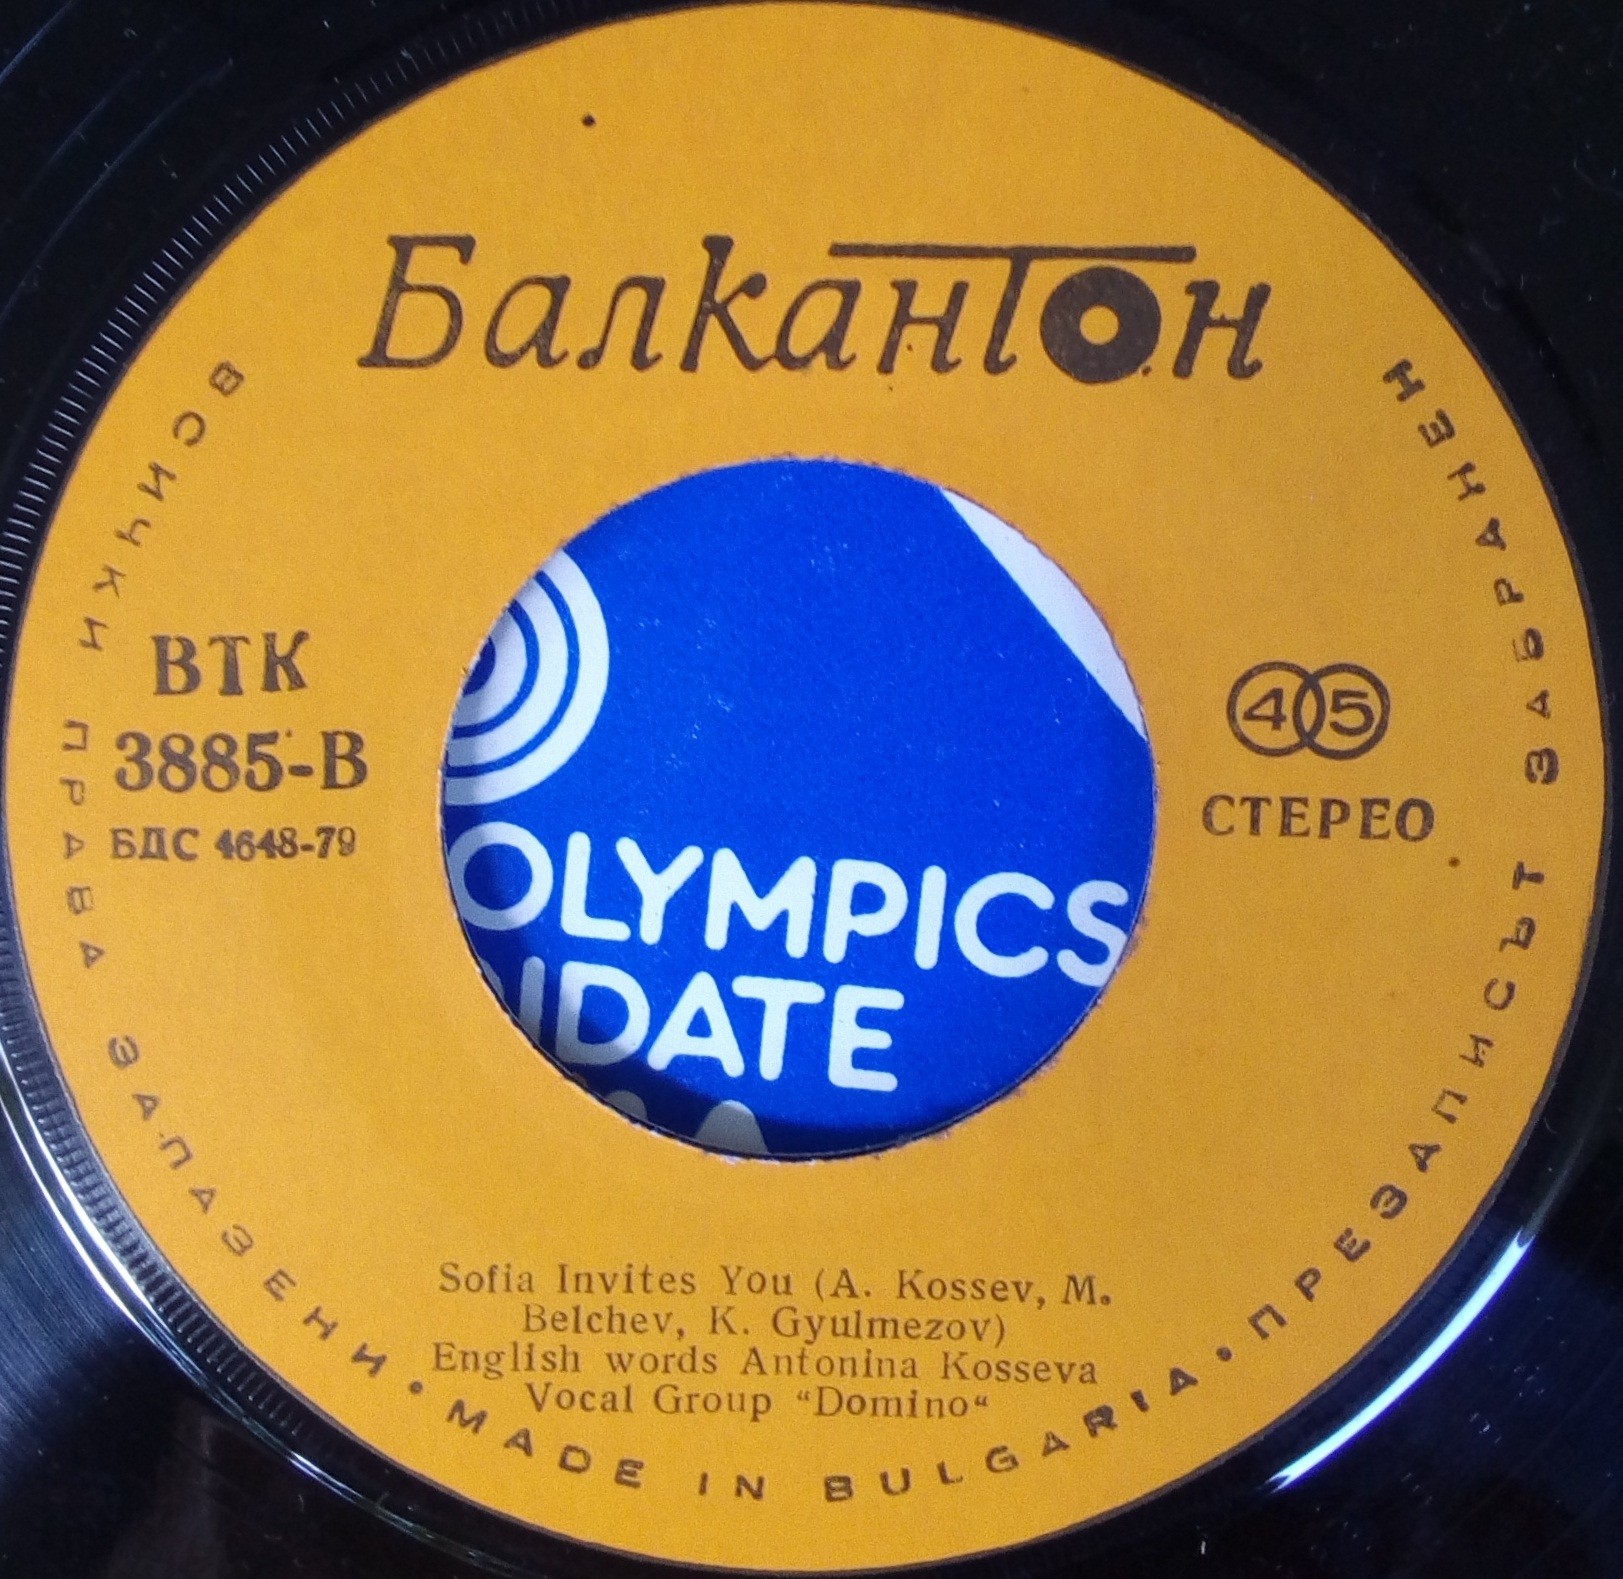 Балкантон
ВТК
3885-В
БДС 4648-79
45
СТЕРЕО
OLYMPICS
Sofia Invites You (A. Kossev, M.
Belchev, K. Gyulmezov)
English words Antonina Kosseva
Vocal Group “Domino“
ВСИЧКИ ПРАВА ЗАПАЗЕНИ • MADE IN BULGARIA • ПРЕЗАПИСЪТ ЗАБРАНЕН